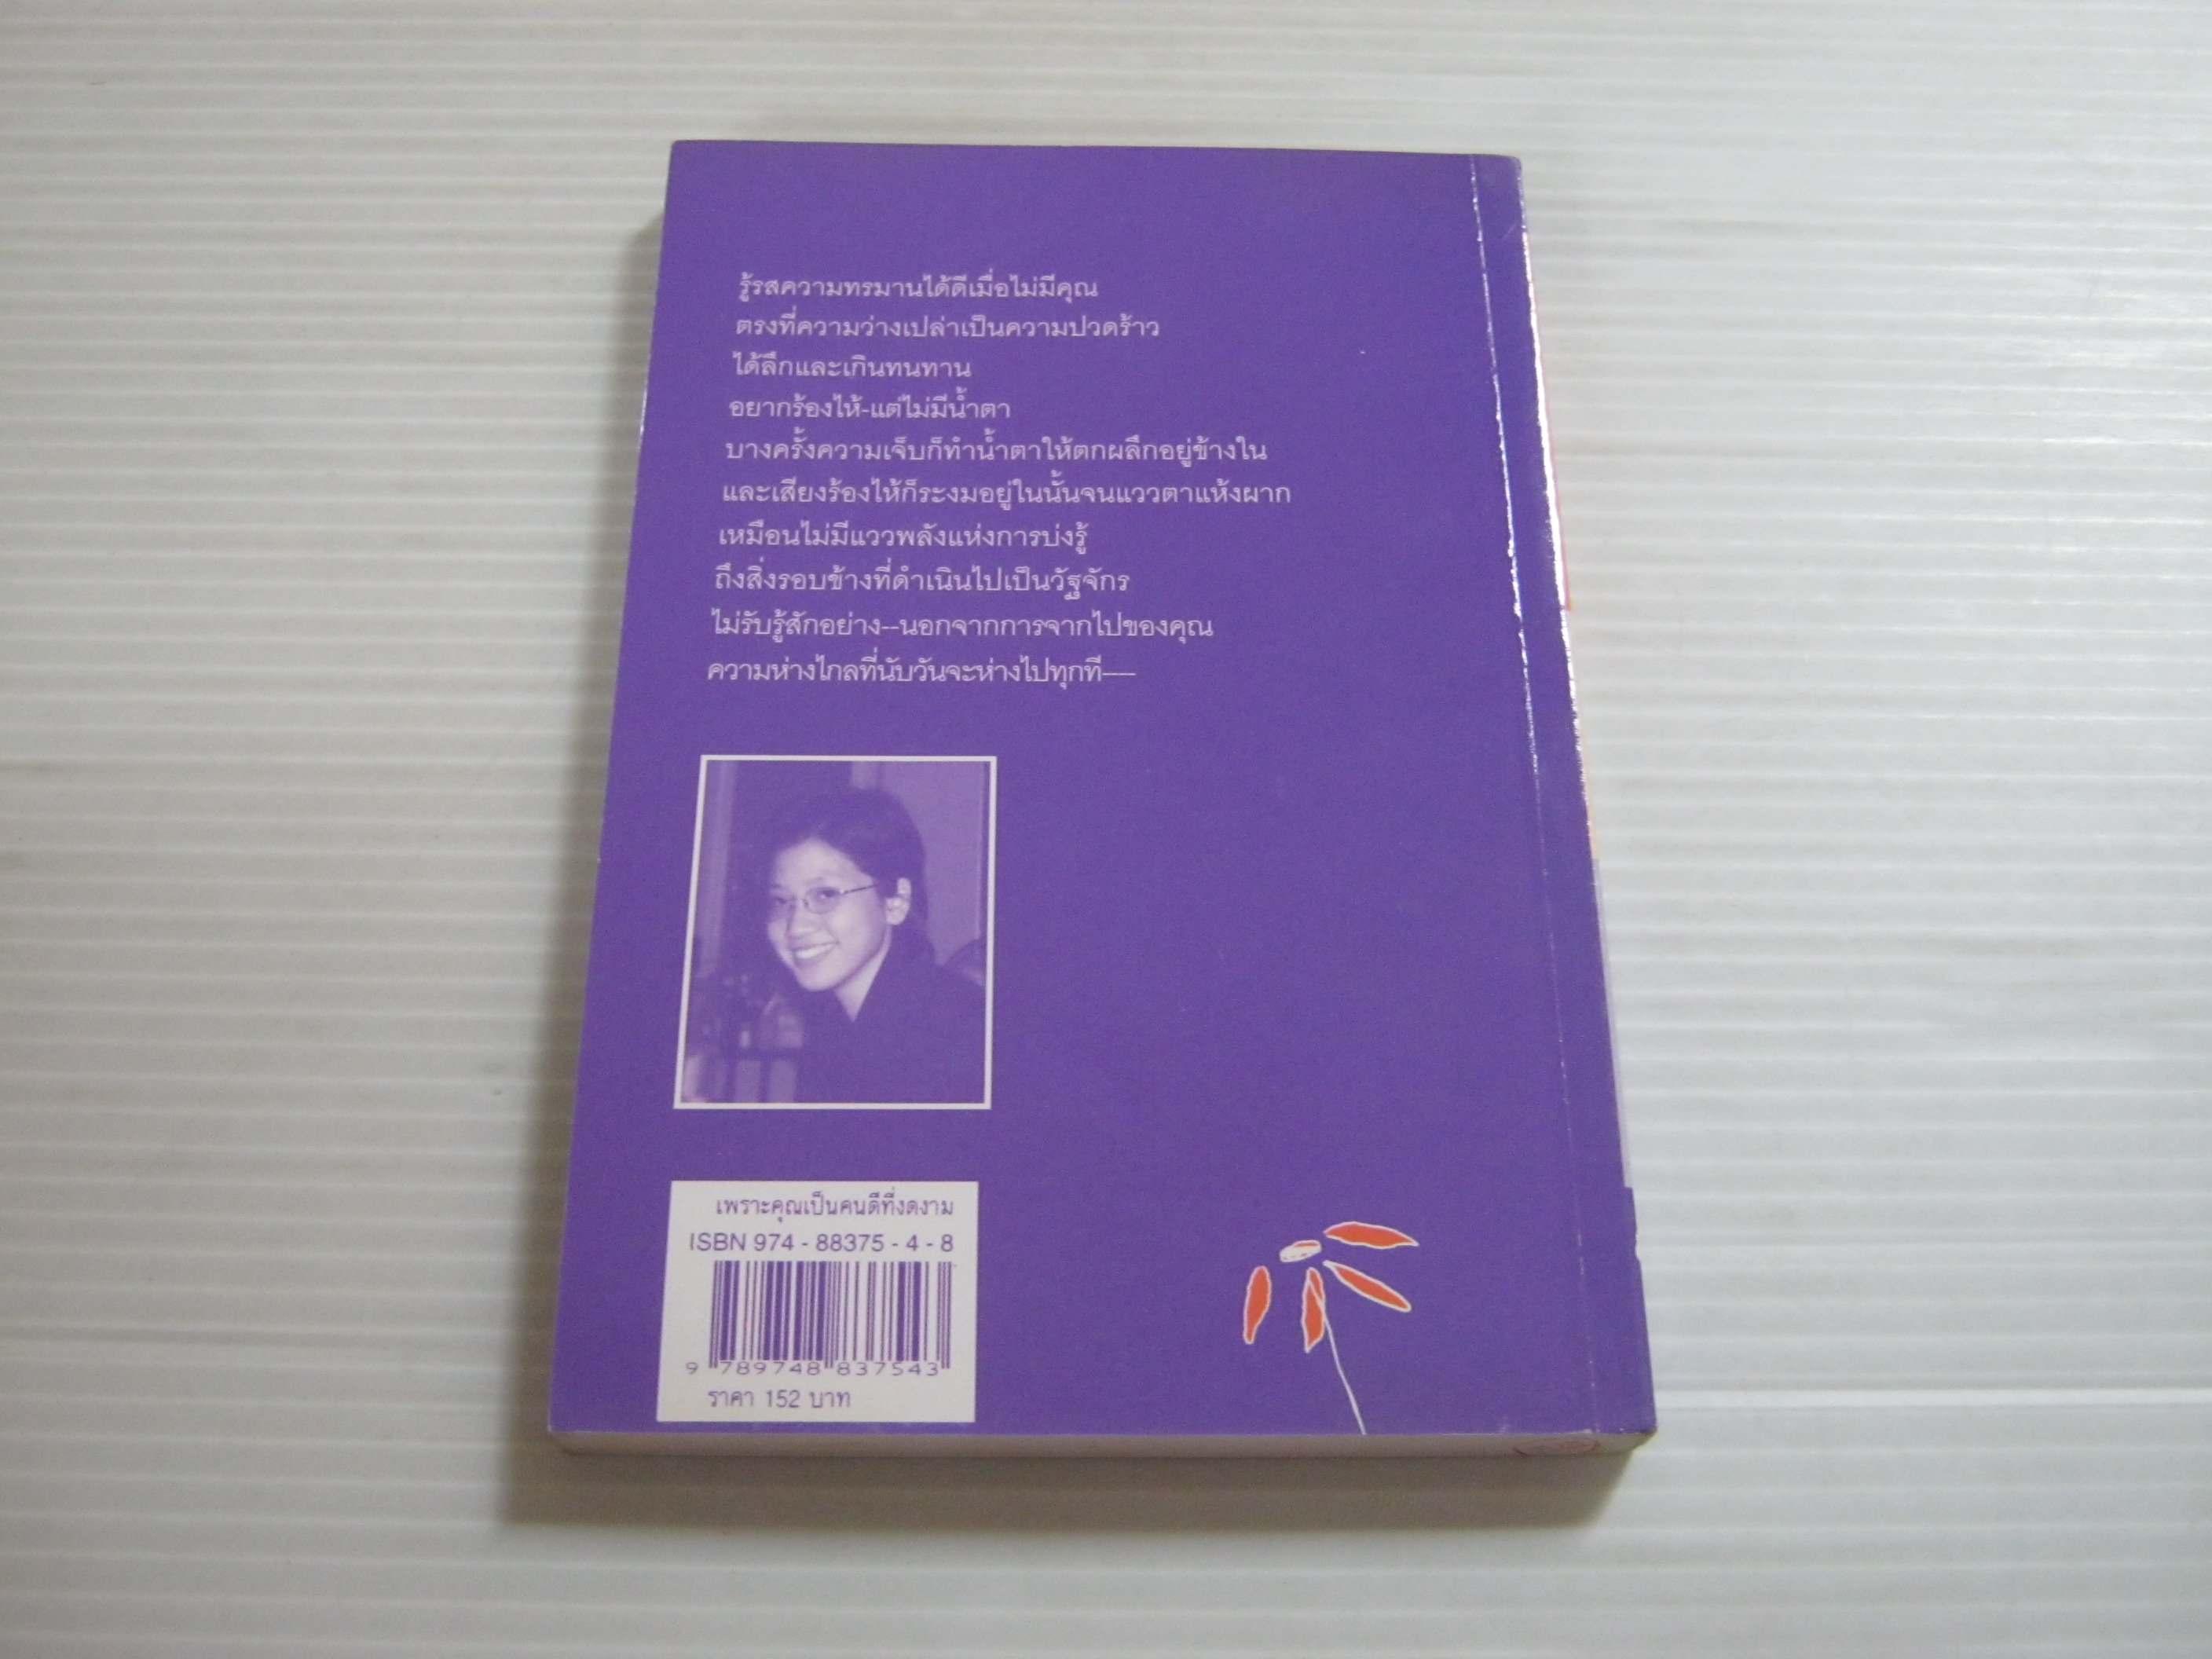 รู้รสความทรมานได้ดีเมื่อไม่มีคุณ
ตรงที่ความว่างเปล่าเป็นความปวดร้าว
ได้ลึกและเกินทนทาน
อยากร้องไห้-แต่ไม่มีน้ำตา
บางครั้งความเจ็บก็ทำน้ำตาให้ตกผลึกอยู่ข้างใน
และเสียงร้องไห้ก็ระงมอยู่ในนั้นจนแววตาแห้งผาก
เหมือนไม่มีแววพลังแห่งการบ่งรู้
ถึงสิ่งรอบข้างที่ดำเนินไปเป็นวัฐจักร
ไม่รับรู้สักอย่าง--นอกจากการจากไปของคุณ
ความห่างไกลที่นับวันจะห่างไปทุกที----
เพราะคุณเป็นคนดีที่งดงาม
ISBN 974 - 88375 - 4 - 8
9 789748 837543
ราคา 152 บาท